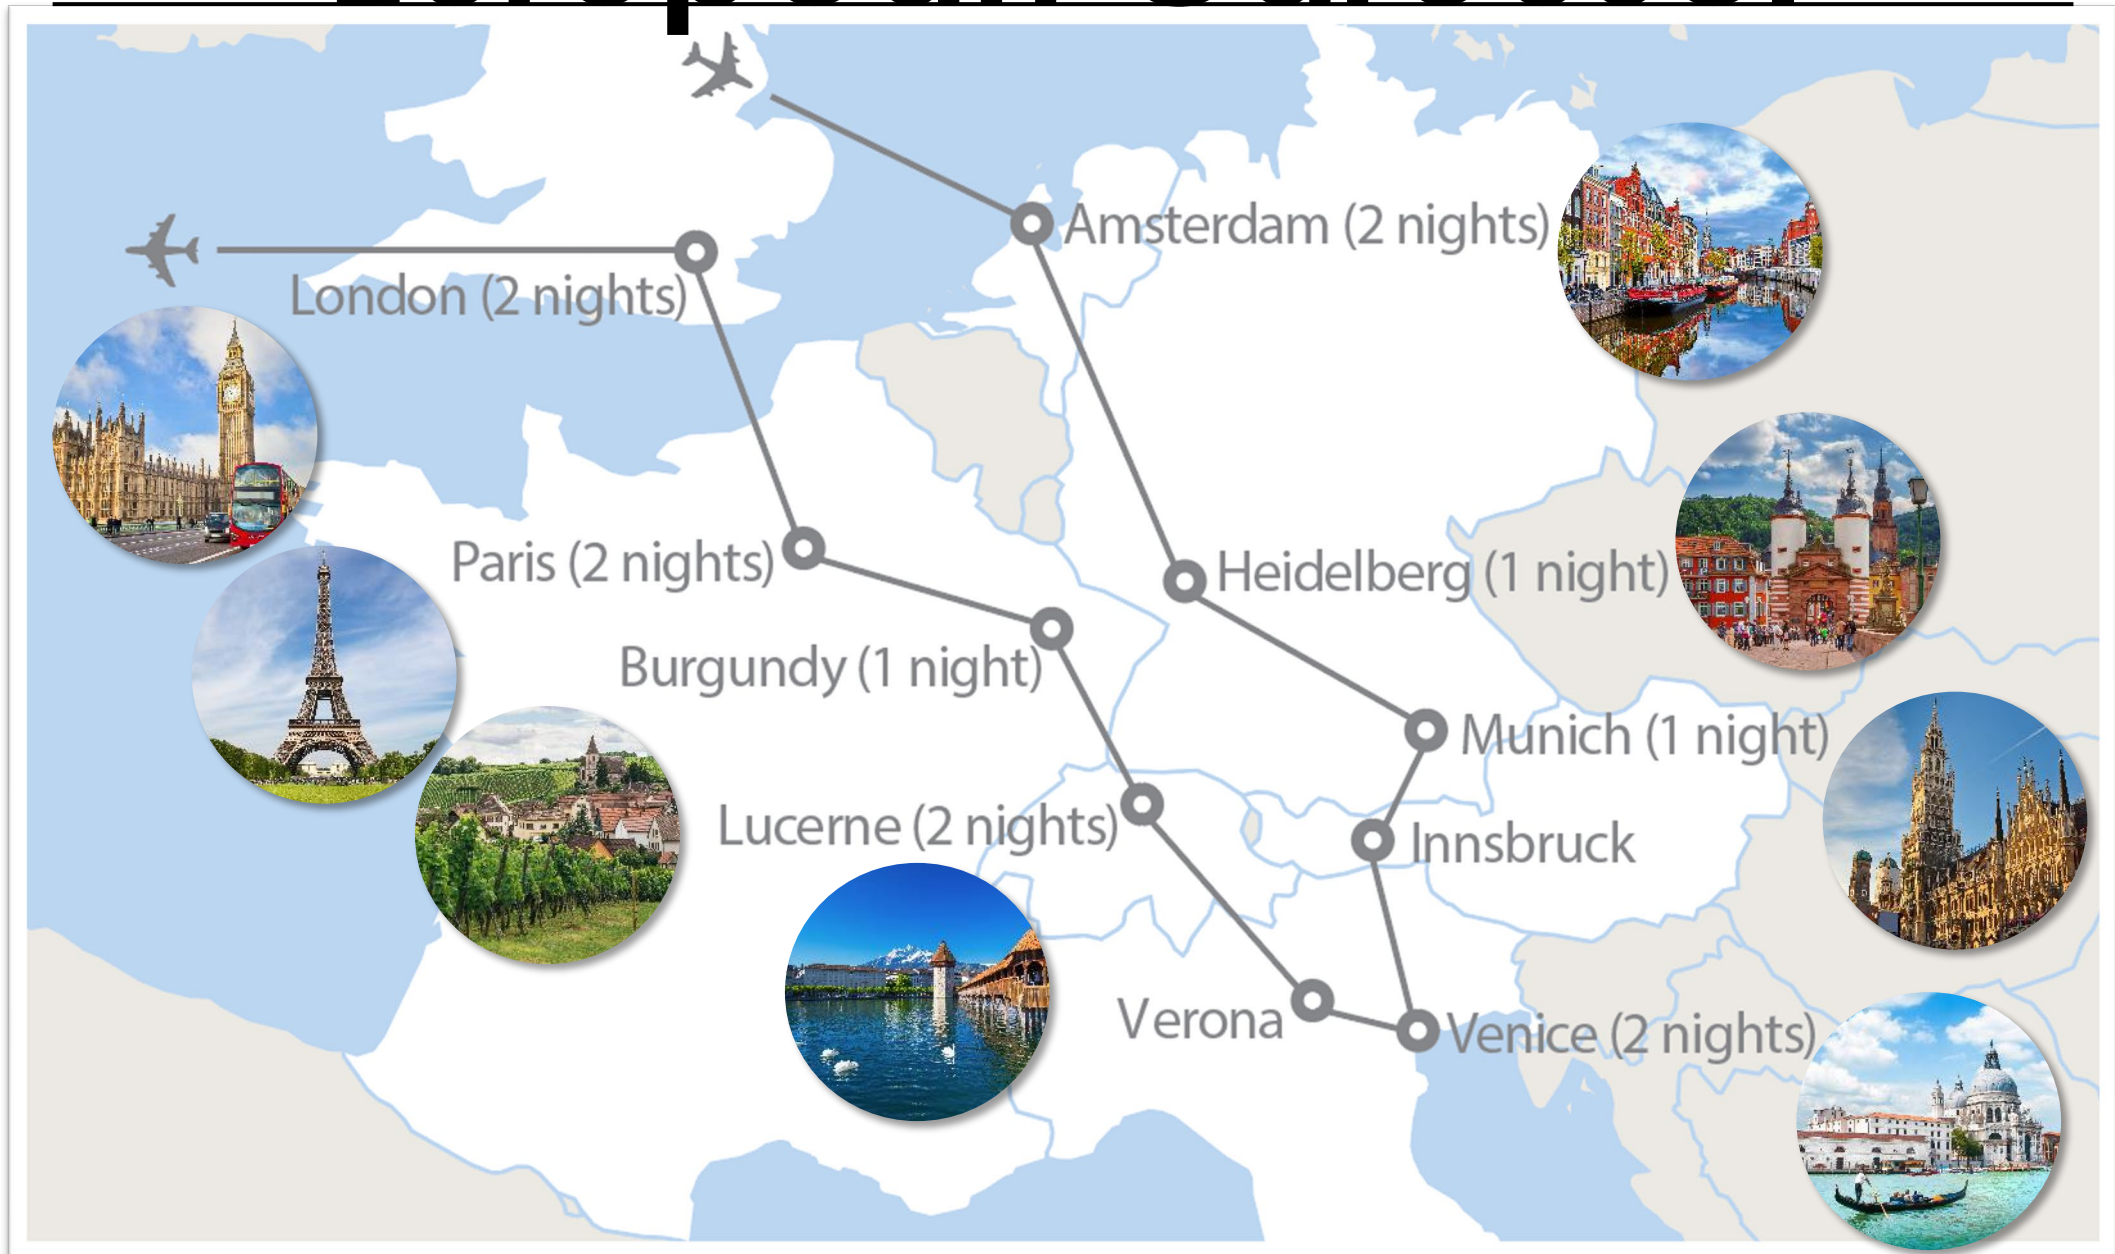 Amsterdam (2 nights)
London (2 nights)
Paris (2 nights)
Heidelberg (1 night)
Burgundy (1 night)
Munich (1 night)
Lucerne (2 nights)
Innsbruck
Verona
Venice (2 nights)